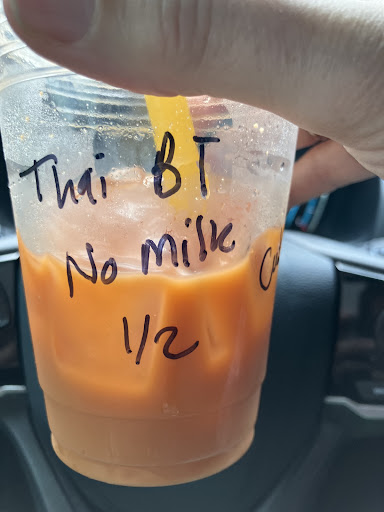 Thai BT
No milk
1/2